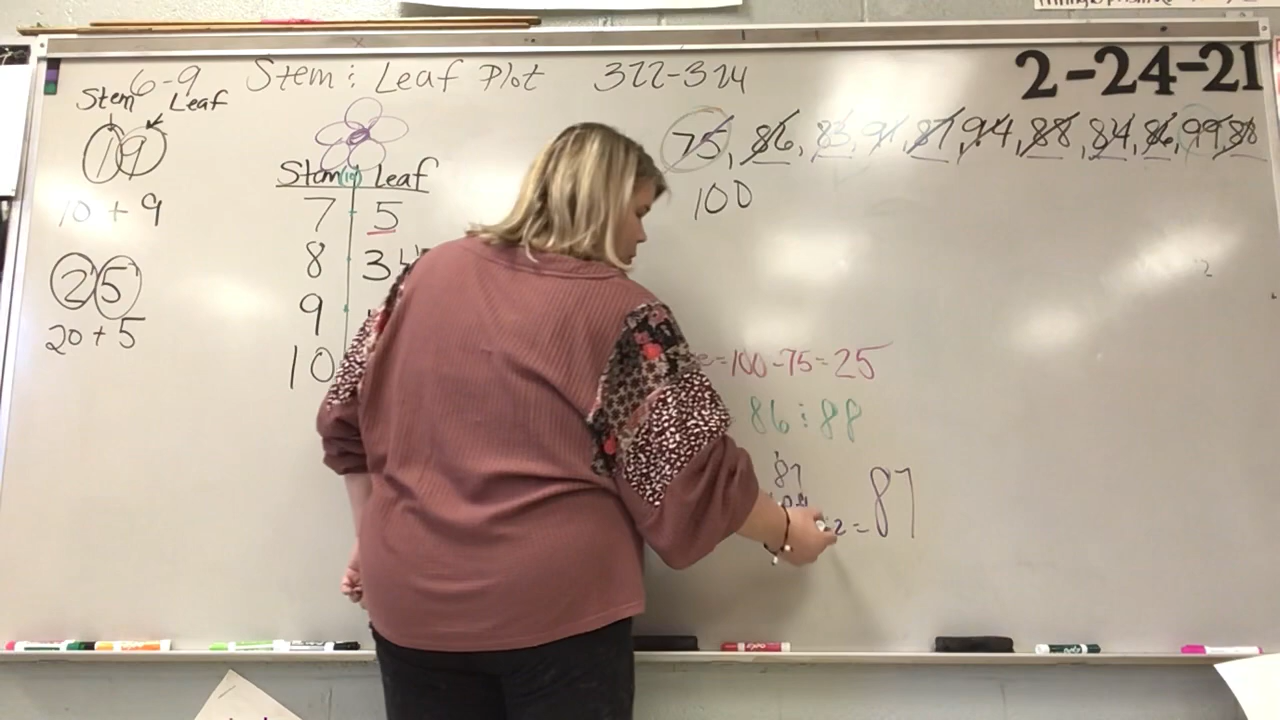 6-9 Stem & Leaf Plot 322-324
2-24-21
Stem Leaf
19
10 + 9
25
20 + 5
Stem Leaf
7 5
8 3
9
10
75, 86, 83, 91, 87, 94, 88, 84, 86, 99, 88
100
= 100 - 75 = 25
86 & 88
87
2 = 87